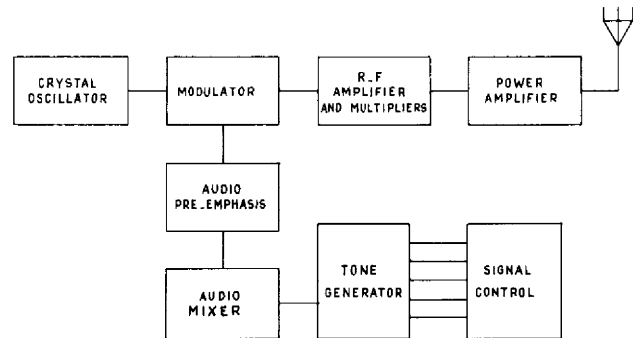 CRYSTAL
OSCILLATOR
MODULATOR
R_F
AMPLIFIER
AND MULTIPLIERS
POWER
AMPLIFIER
AUDIO
PRE_EMPHASIS
AUDIO
MIXER
TONE
GENERATOR
SIGNAL
CONTROL